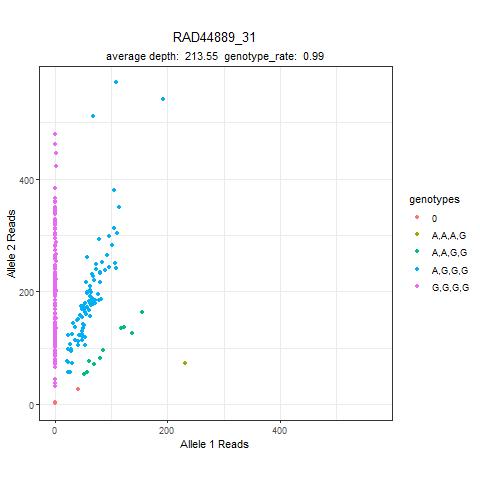 RAD44889_31
average depth:  213.55  genotype_rate:  0.99
Allele 2 Reads
400
200
0
0
200
400
Allele 1 Reads
genotypes
0
A,A,A,G
A,A,G,G
A,G,G,G
G,G,G,G